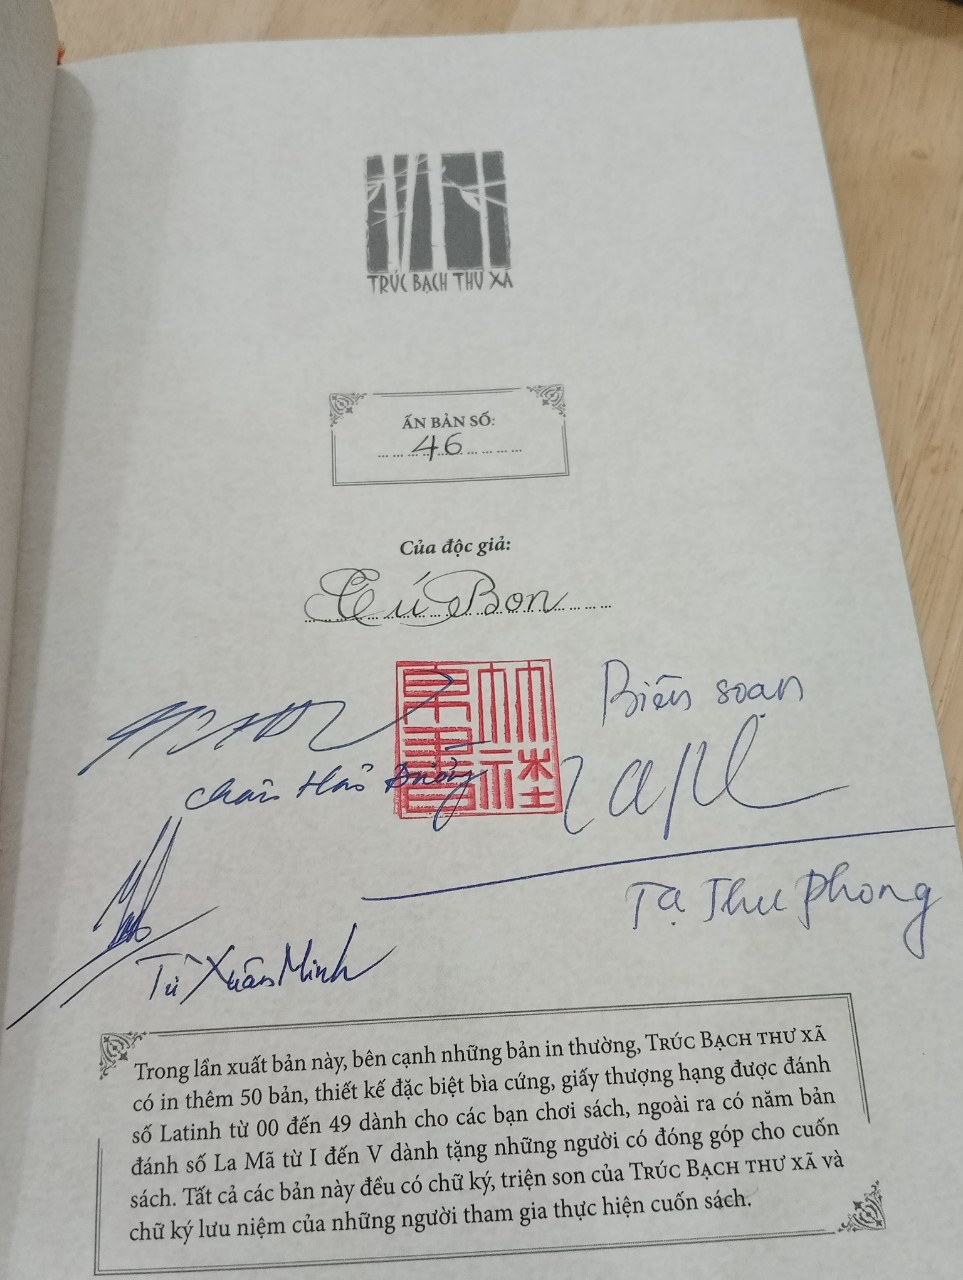 TRÚC BẠCH THƯ XÃ
ẤN BẢN SỐ:
46
Của độc giả:
Tú Bon
Biên soạn
Tạ Thu Phong
Từ Xuân Minh
Trong lần xuất bản này, bên cạnh những bản in thường, TRÚC BẠCH THƯ XÃ
có in thêm 50 bản, thiết kế đặc biệt bìa cứng, giấy thượng hạng được đánh
số Latinh từ 00 đến 49 dành cho các bạn chơi sách, ngoài ra có năm bản
đánh số La Mã từ I đến V dành tặng những người có đóng góp cho cuốn
sách. Tất cả các bản này đều có chữ ký, triện son của TRÚC BẠCH THƯ XÃ và
chữ ký lưu niệm của những người tham gia thực hiện cuốn sách.